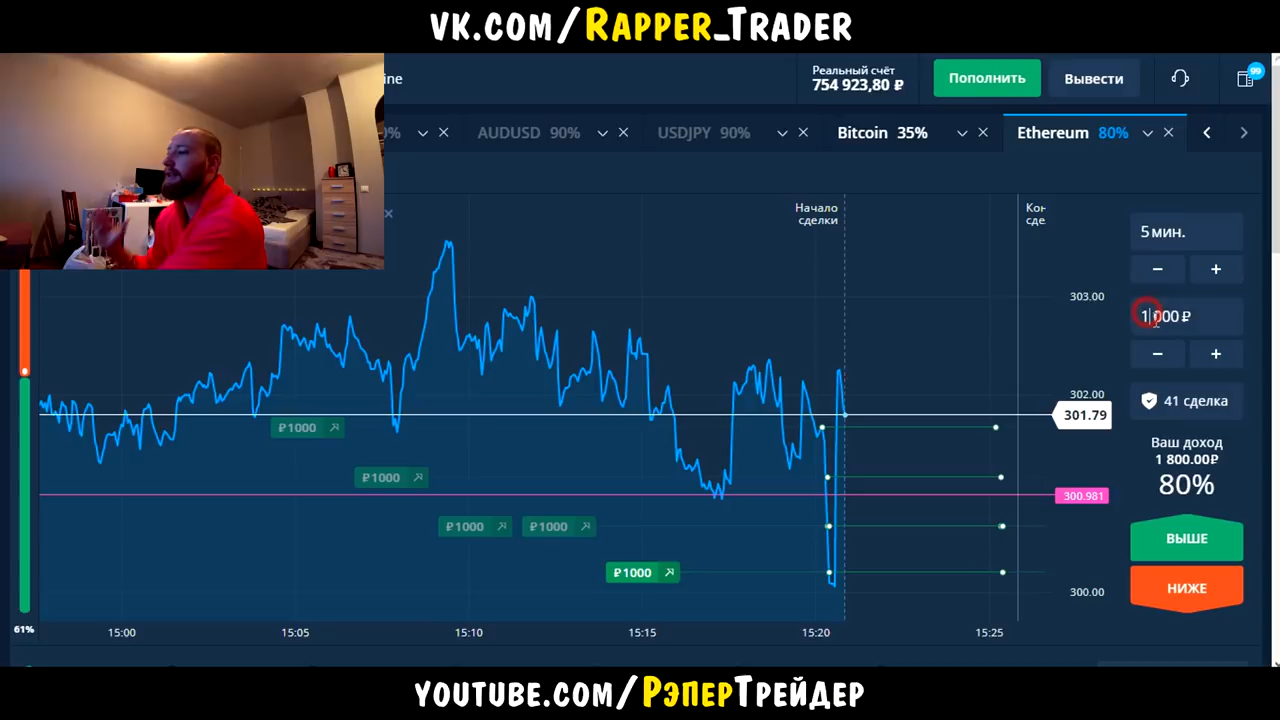 VK.COM/RAPPER_TRADER
ine
Реальный счёт
754 923,80 ₽
Пополнить
Вывести
99
0%
AUDUSD 90%
USDJPY 90%
Bitcoin 35%
Ethereum 80%
Начало
сделки
Кон
сде
5 мин.
− +
303.00
1 000 ₽
− +
302.00
301.79
41 сделка
₽1000
Ваш доход
1 800.00₽
80%
₽1000
300.981
₽1000
₽1000
ВЫШЕ
₽1000
300.00
НИЖЕ
61%
15:00
15:05
15:10
15:15
15:20
15:25
YOUTUBE.COM/РЭПЕРТРЕЙДЕР